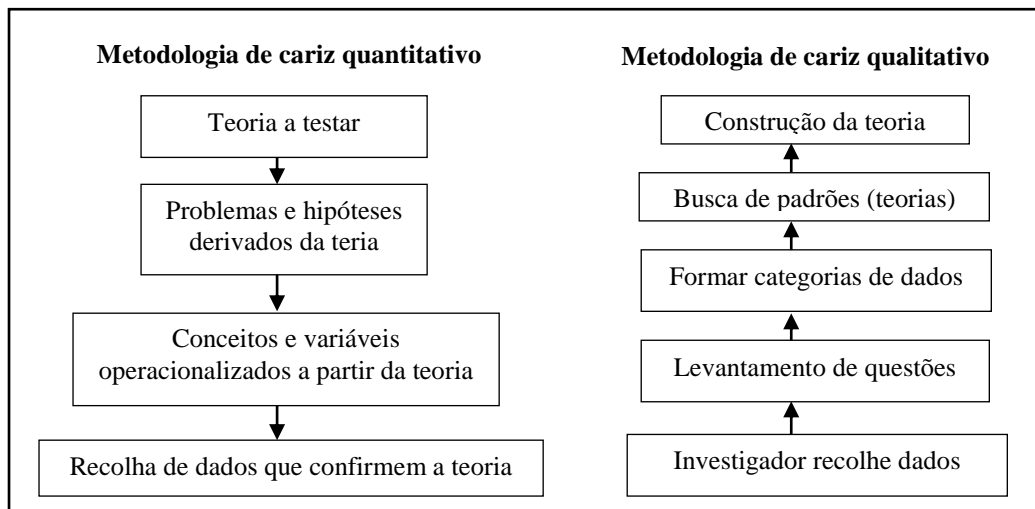 Metodologia de cariz quantitativo
Teoria a testar
Problemas e hipóteses
derivados da teria
Conceitos e variáveis
operacionalizados a partir da teoria
Recolha de dados que confirmem a teoria
Metodologia de cariz qualitativo
Construção da teoria
Busca de padrões (teorias)
Formar categorias de dados
Levantamento de questões
Investigador recolhe dados